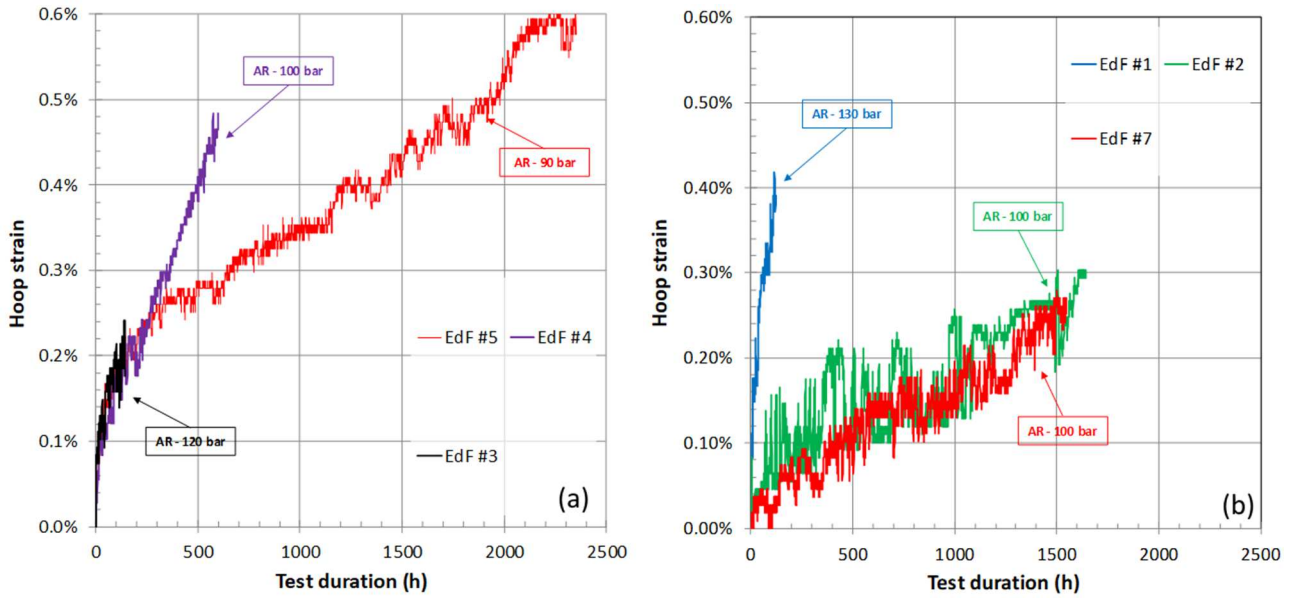 0.6%
0.5%
0.4%
0.3%
0.2%
0.1%
0.0%
Hoop strain
AR - 100 bar
AR - 90 bar
AR - 120 bar
EdF #5 EdF #4
EdF #3
(a)
0 500 1000 1500 2000 2500
Test duration (h)
0.60%
0.50%
0.40%
0.30%
0.20%
0.10%
0.00%
Hoop strain
EdF #1 EdF #2
EdF #7
AR - 130 bar
AR - 100 bar
AR - 100 bar
(b)
0 500 1000 1500 2000 2500
Test duration (h)